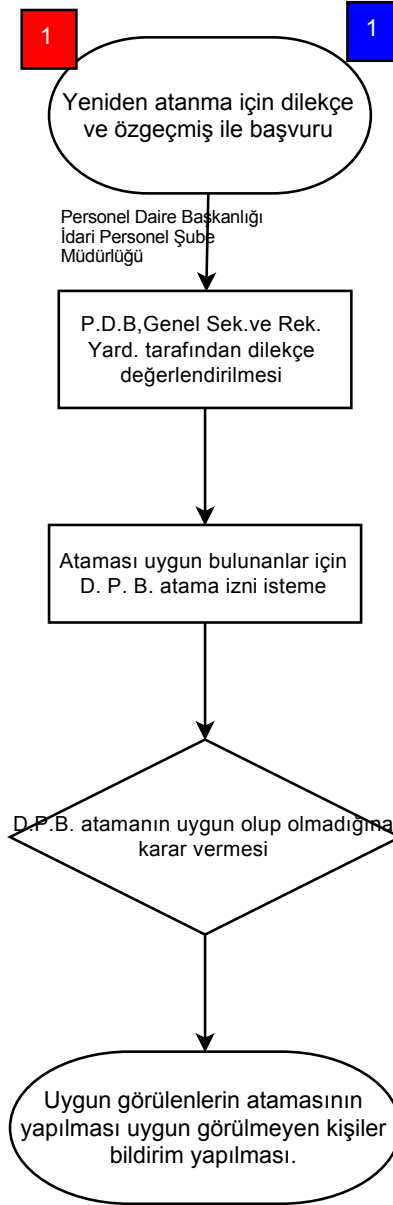 1
1
Yeniden atanma için dilekçe
ve özgeçmiş ile başvuru
Personel Daire Başkanlığı
İdari Personel Şube
Müdürlüğü
P.D.B,Genel Sek.ve Rek.
Yard. tarafından dilekçe
değerlendirilmesi
Ataması uygun bulunanlar için
D. P. B. atama izni isteme
D.P.B. atamanın uygun olup olmadığına
karar vermesi
Uygun görülenlerin atamasının
yapılması uygun görülmeyen kişiler
bildirim yapılması.